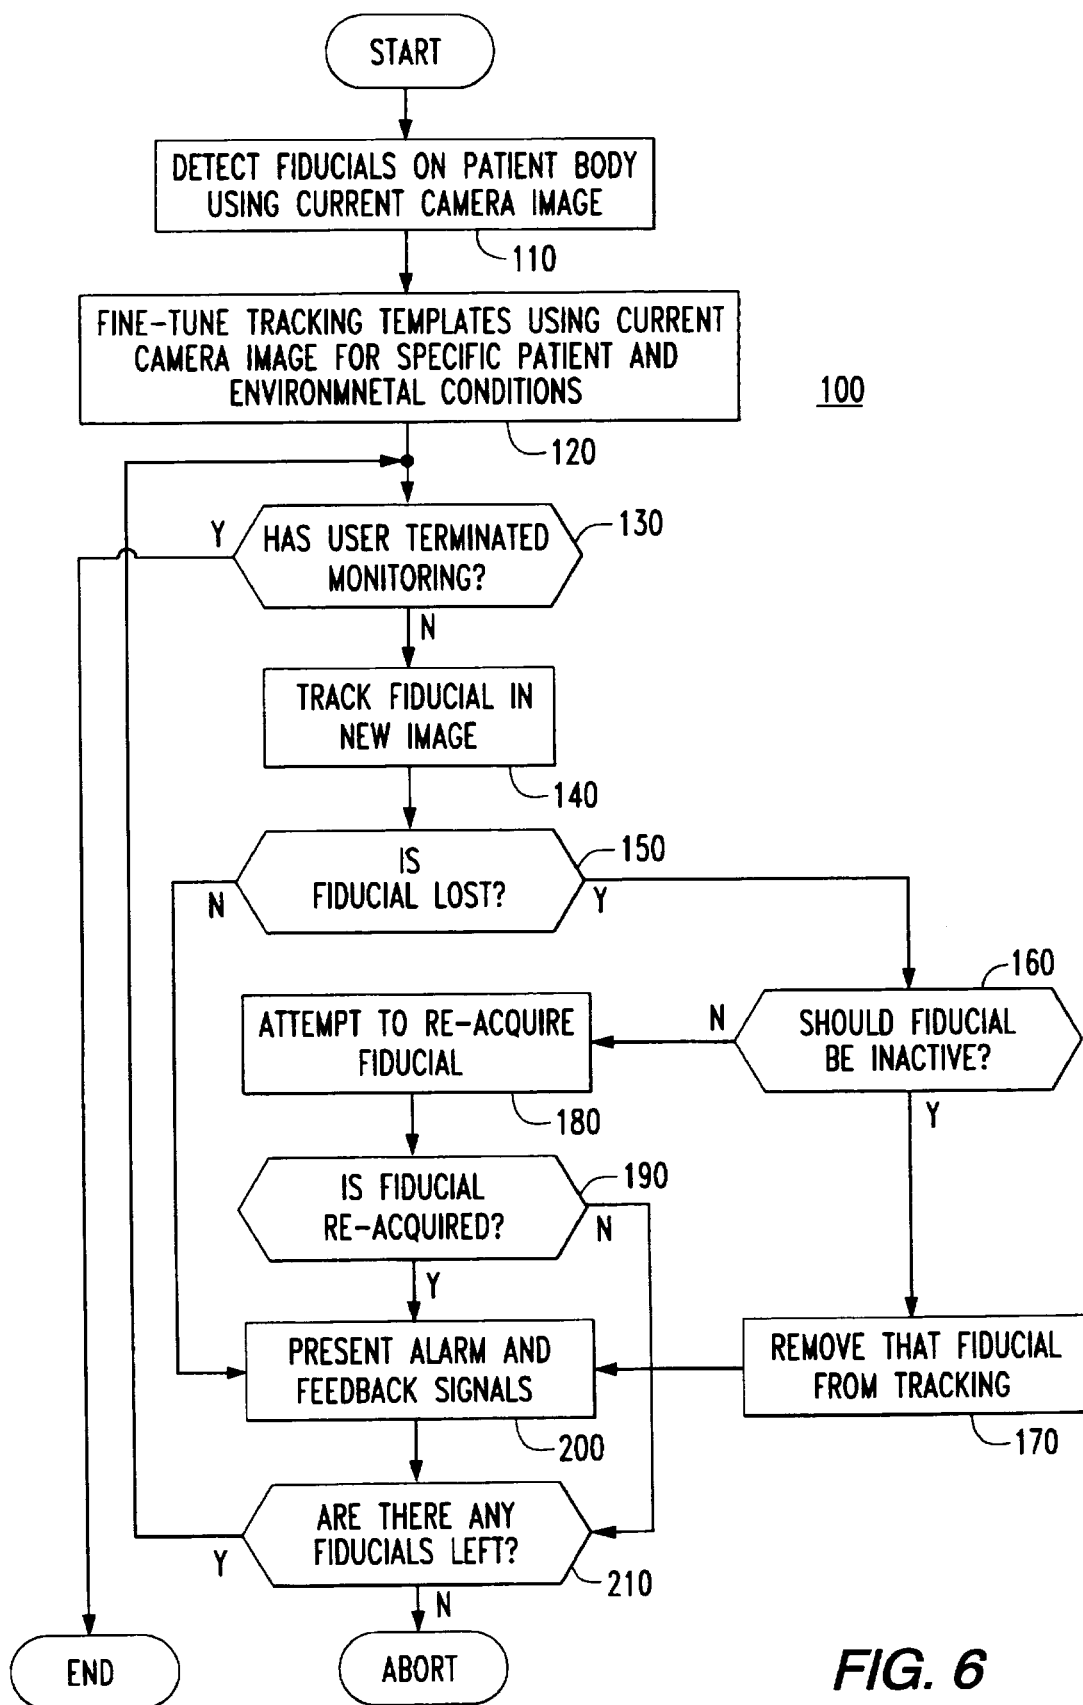 START
DETECT FIDUCIALS ON PATIENT BODY
USING CURRENT CAMERA IMAGE
110
FINE-TUNE TRACKING TEMPLATES USING CURRENT
CAMERA IMAGE FOR SPECIFIC PATIENT AND
ENVIRONMNETAL CONDITIONS
100
120
Y
HAS USER TERMINATED
MONITORING?
130
N
TRACK FIDUCIAL IN
NEW IMAGE
140
IS
FIDUCIAL LOST?
150
N
Y
160
ATTEMPT TO RE-ACQUIRE
FIDUCIAL
N
SHOULD FIDUCIAL
BE INACTIVE?
180
Y
IS FIDUCIAL
RE-ACQUIRED?
190
N
Y
PRESENT ALARM AND
FEEDBACK SIGNALS
REMOVE THAT FIDUCIAL
FROM TRACKING
200
170
ARE THERE ANY
FIDUCIALS LEFT?
Y
210
N
END
ABORT
FIG. 6